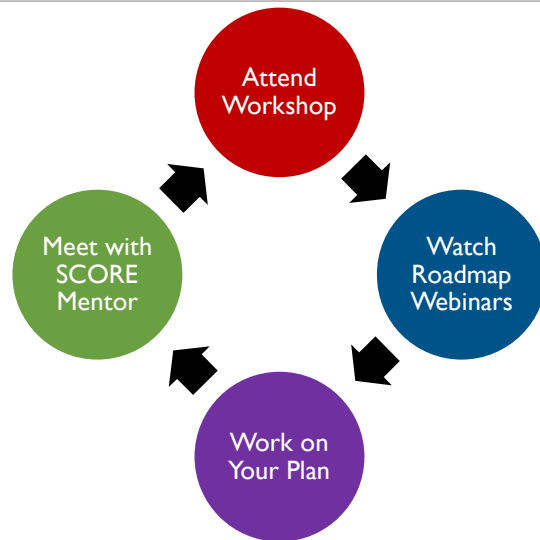 Attend
Workshop
Watch
Roadmap
Webinars
Work on
Your Plan
Meet with
SCORE
Mentor